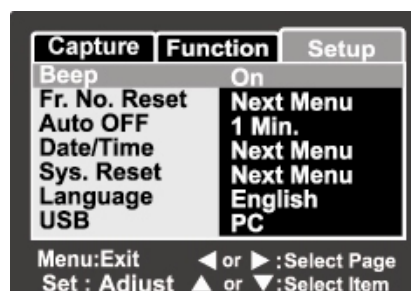 Capture Function Setup
Beep On
Fr. No. Reset Next Menu
Auto OFF 1 Min.
Date/Time Next Menu
Sys. Reset Next Menu
Language English
USB PC
Menu:Exit ◀ or ▶ :Select Page
Set : Adjust ▲ or ▼ :Select Item